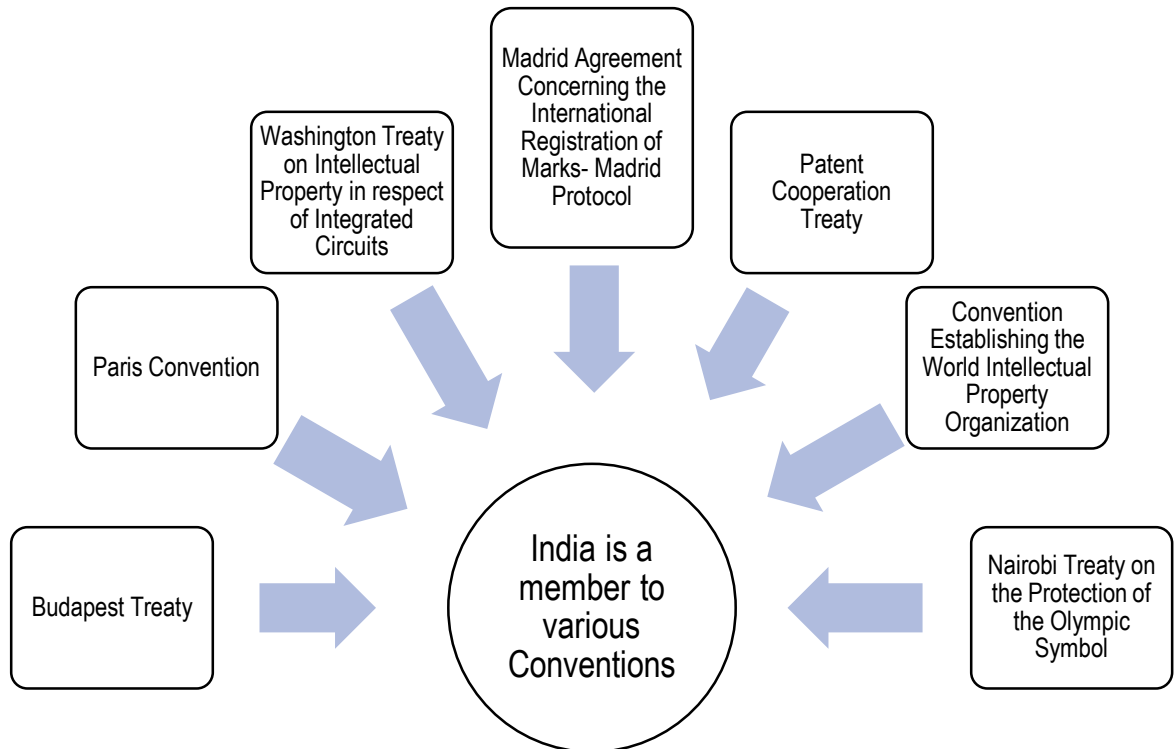 Madrid Agreement
Concerning the
International
Registration of
Marks- Madrid
Protocol
Washington Treaty
on Intellectual
Property in respect
of Integrated
Circuits
Patent
Cooperation
Treaty
Paris Convention
Convention
Establishing the
World Intellectual
Property
Organization
Budapest Treaty
India is a
member to
various
Conventions
Nairobi Treaty on
the Protection of
the Olympic
Symbol